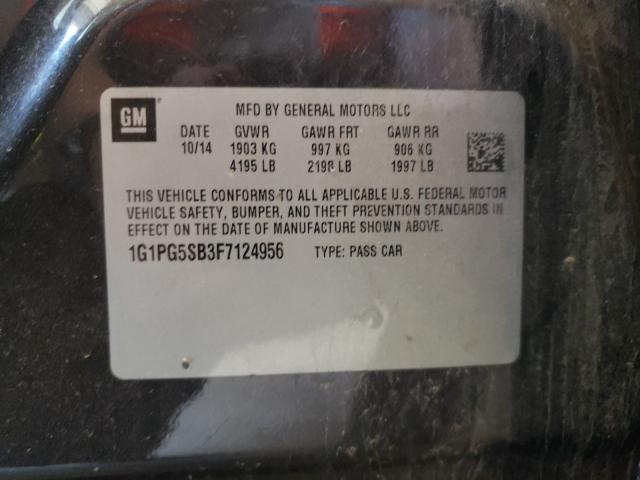 GM
MFD BY GENERAL MOTORS LLC
DATE GVWR GAWR FRT GAWR RR
10/14 1903 KG 997 KG 906 KG
4195 LB 2198 LB 1997 LB
THIS VEHICLE CONFORMS TO ALL APPLICABLE U.S. FEDERAL MOTOR
VEHICLE SAFETY, BUMPER, AND THEFT PREVENTION STANDARDS IN
EFFECT ON THE DATE OF MANUFACTURE SHOWN ABOVE.
1G1PG5SB3F7124956 TYPE: PASS CAR